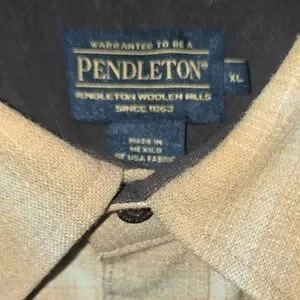 WARRANTED TO BE A
PENDLETON®
XL
PENDLETON WOOLEN MILLS
SINCE 1863
MADE IN
MEXICO
OF USA FABRIC